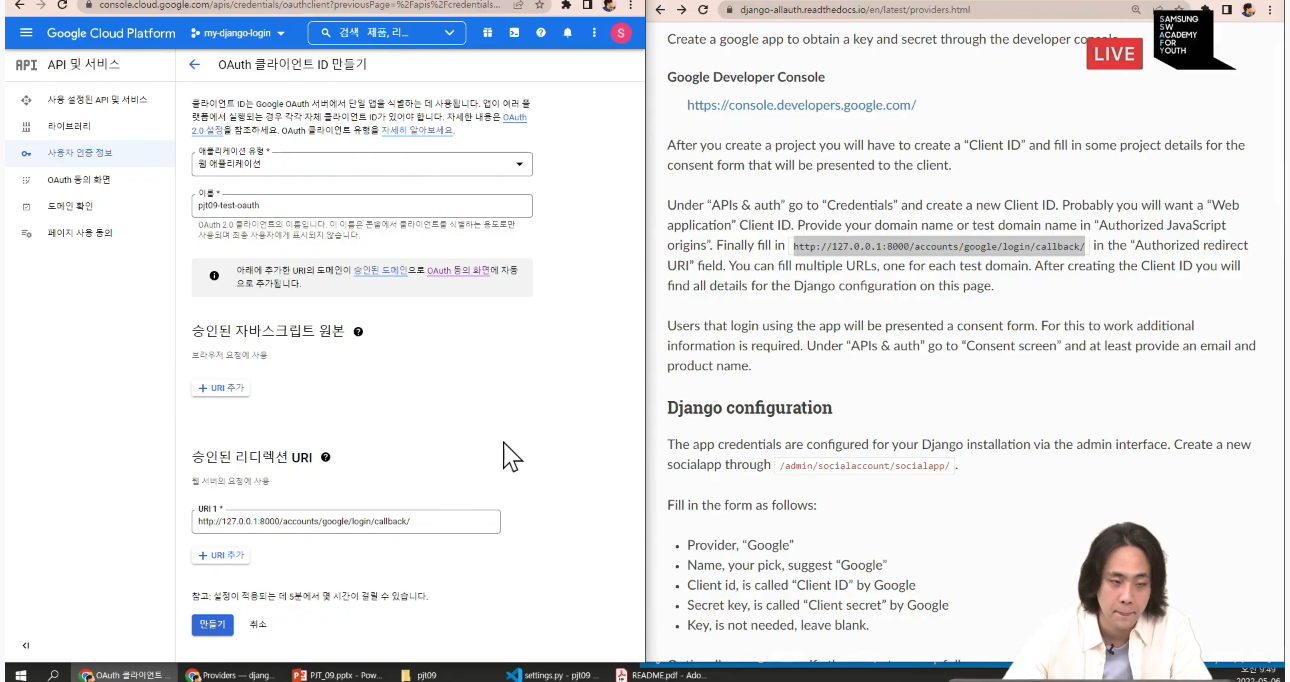 console.cloud.google.com/apis/credentials/oauthclient?previousPage=%2Fapis%2Fcredentials...
Google Cloud Platform
my-django-login
검색 제품, 리...
S
API API 및 서비스
사용 설정된 API 및 서비스
라이브러리
사용자 인증 정보
OAuth 동의 화면
도메인 확인
페이지 사용 동의
OAuth 클라이언트 ID 만들기
클라이언트 ID는 Google OAuth 서버에서 단일 앱을 식별하는 데 사용됩니다. 앱이 여러 플
랫폼에서 실행되는 경우 각각 자체 클라이언트 ID가 있어야 합니다. 자세한 내용은 OAuth
2.0 설정을 참조하세요. OAuth 클라이언트 유형을 자세히 알아보세요.
애플리케이션 유형 *
웹 애플리케이션
이름 *
pjt09-test-oauth
OAuth 2.0 클라이언트의 이름입니다. 이 이름은 콘솔에서 클라이언트를 식별하는 용도로만
사용되며 최종 사용자에게 표시되지 않습니다.
아래에 추가한 URI의 도메인이 승인된 도메인으로 OAuth 동의 화면에 자동
으로 추가됩니다.
승인된 자바스크립트 원본
브라우저 요청에 사용
+ URI 추가
승인된 리디렉션 URI
웹 서버의 요청에 사용
URI 1 *
http://127.0.0.1:8000/accounts/google/login/callback/
+ URI 추가
참고: 설정이 적용되는 데 5분에서 몇 시간이 걸릴 수 있습니다.
만들기 취소
django-allauth.readthedocs.io/en/latest/providers.html
LIVE
SAMSUNG
SW
ACADEMY
FOR
YOUTH
Create a google app to obtain a key and secret through the developer
Google Developer Console
https://console.developers.google.com/
After you create a project you will have to create a “Client ID” and fill in some project details for the
consent form that will be presented to the client.
Under “APIs & auth” go to “Credentials” and create a new Client ID. Probably you will want a “Web
application” Client ID. Provide your domain name or test domain name in “Authorized JavaScript
origins”. Finally fill in http://127.0.0.1:8000/accounts/google/login/callback/ in the “Authorized redirect
URI” field. You can fill multiple URLs, one for each test domain. After creating the Client ID you will
find all details for the Django configuration on this page.
Users that login using the app will be presented a consent form. For this to work additional
information is required. Under “APIs & auth” go to “Consent screen” and at least provide an email and
product name.
Django configuration
The app credentials are configured for your Django installation via the admin interface. Create a new
socialapp through /admin/socialaccount/socialapp/.
Fill in the form as follows:
• Provider, “Google”
• Name, your pick, suggest “Google”
• Client id, is called “Client ID” by Google
• Secret key, is called “Client secret” by Google
• Key, is not needed, leave blank.
OAuth 클라이언트 ...
Providers — djang...
PJT_09.pptx - Pow...
pjt09
settings.py - pjt09 ...
README.pdf - Ado...
오전 9:49
2022-05-06